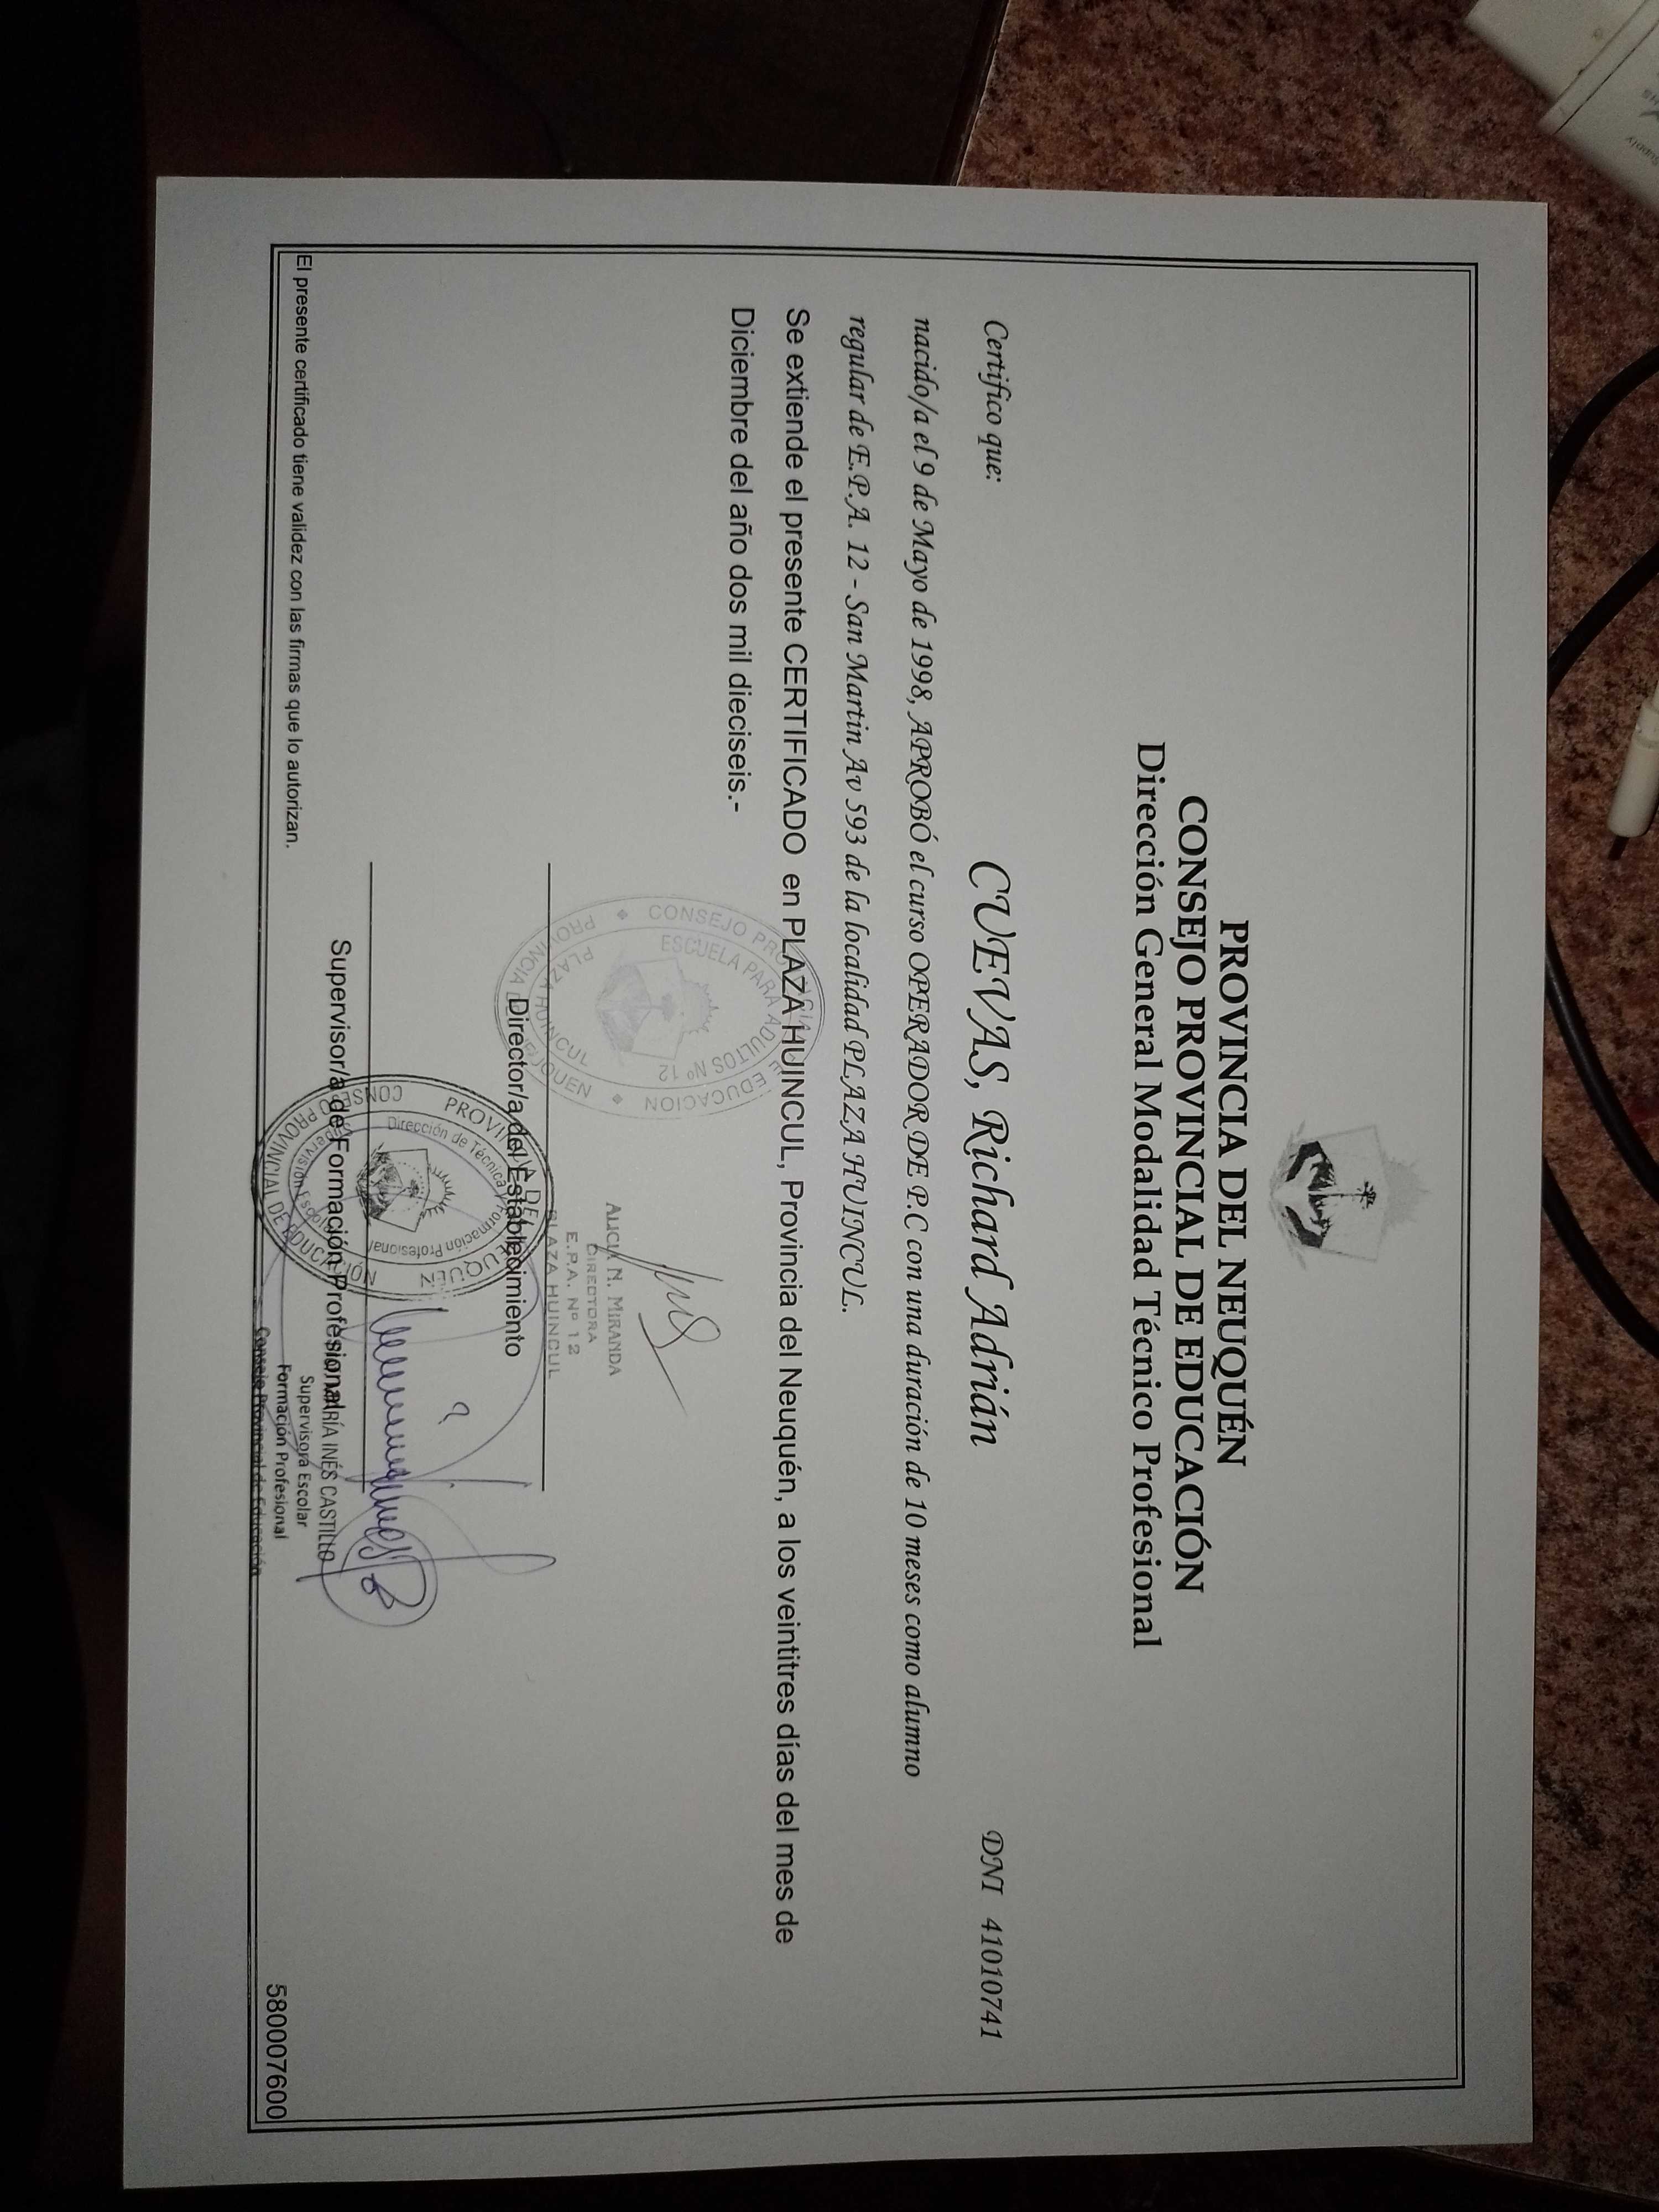 Supply
PROVINCIA DEL NEUQUÉN
CONSEJO PROVINCIAL DE EDUCACIÓN
Dirección General Modalidad Técnico Profesional
Certifico que: CUEVAS, Richard Adrián DNI 41010741
nacido/a el 9 de Mayo de 1998, APROBÓ el curso OPERADOR DE P.C con una duración de 10 meses como alumno
regular de E.P.A. 12 - San Martin Av 593 de la localidad PLAZA HUINCUL.
Se extiende el presente CERTIFICADO en PLAZA HUINCUL, Provincia del Neuquén, a los veintitres días del mes de
Diciembre del año dos mil dieciseis.-
CONSEJO PROVINCIAL DE EDUCACION
ESCUELA PARA ADULTOS Nº 12
PLAZA HUINCUL
PROVINCIA DEL NEUQUEN
ALICIA N. MIRANDA
DIRECTORA
E.P.A. Nº 12
PLAZA HUINCUL
Director/a del Establecimiento
PROVINCIA DEL NEUQUÉN
Dirección de Técnica y Formación Profesional
Supervisión Escolar
CONSEJO PROVINCIAL DE EDUCACIÓN
Supervisor/a de Formación Profesional
Prof. MARÍA INÉS CASTILLO
Supervisora Escolar
Formación Profesional
Consejo Provincial de Educación
El presente certificado tiene validez con las firmas que lo autorizan.
580007600